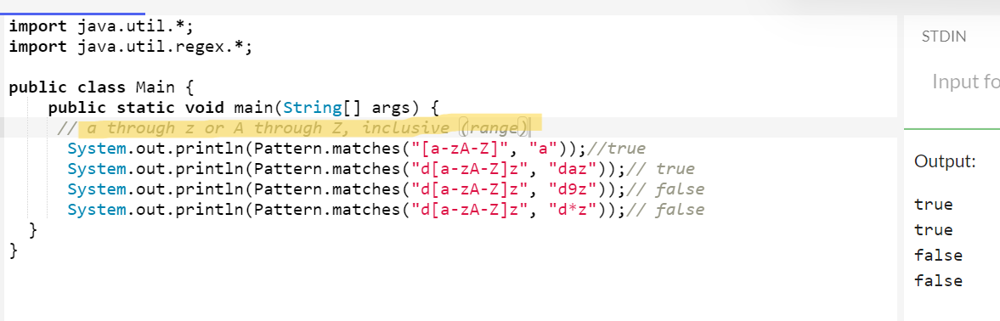 import java.util.*;
import java.util.regex.*;
public class Main {
public static void main(String[] args) {
// a through z or A through Z, inclusive (range)
System.out.println(Pattern.matches("[a-zA-Z]", "a"));//true
System.out.println(Pattern.matches("d[a-zA-Z]z", "daz"));// true
System.out.println(Pattern.matches("d[a-zA-Z]z", "d9z"));// false
System.out.println(Pattern.matches("d[a-zA-Z]z", "d*z"));// false
}
}
STDIN
Input fo
Output:
true
true
false
false